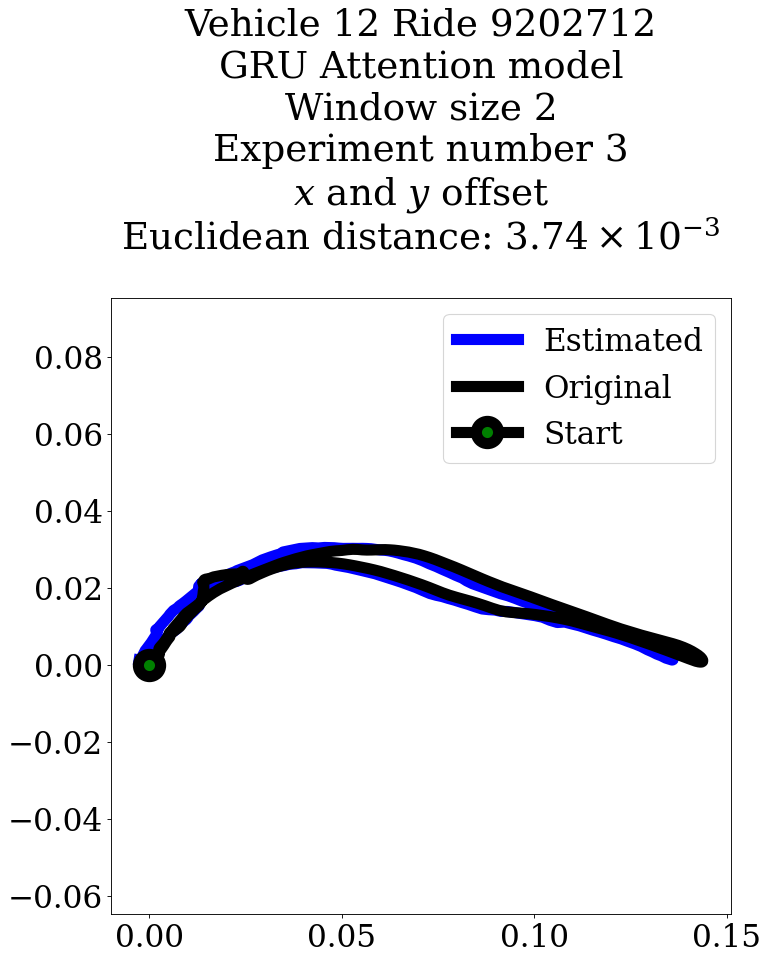 Vehicle 12 Ride 9202712
GRU Attention model
Window size 2
Experiment number 3
x and y offset
Euclidean distance: 3.74 × 10⁻³
Estimated
Original
Start
0.08
0.06
0.04
0.02
0.00
−0.02
−0.04
−0.06
0.00 0.05 0.10 0.15